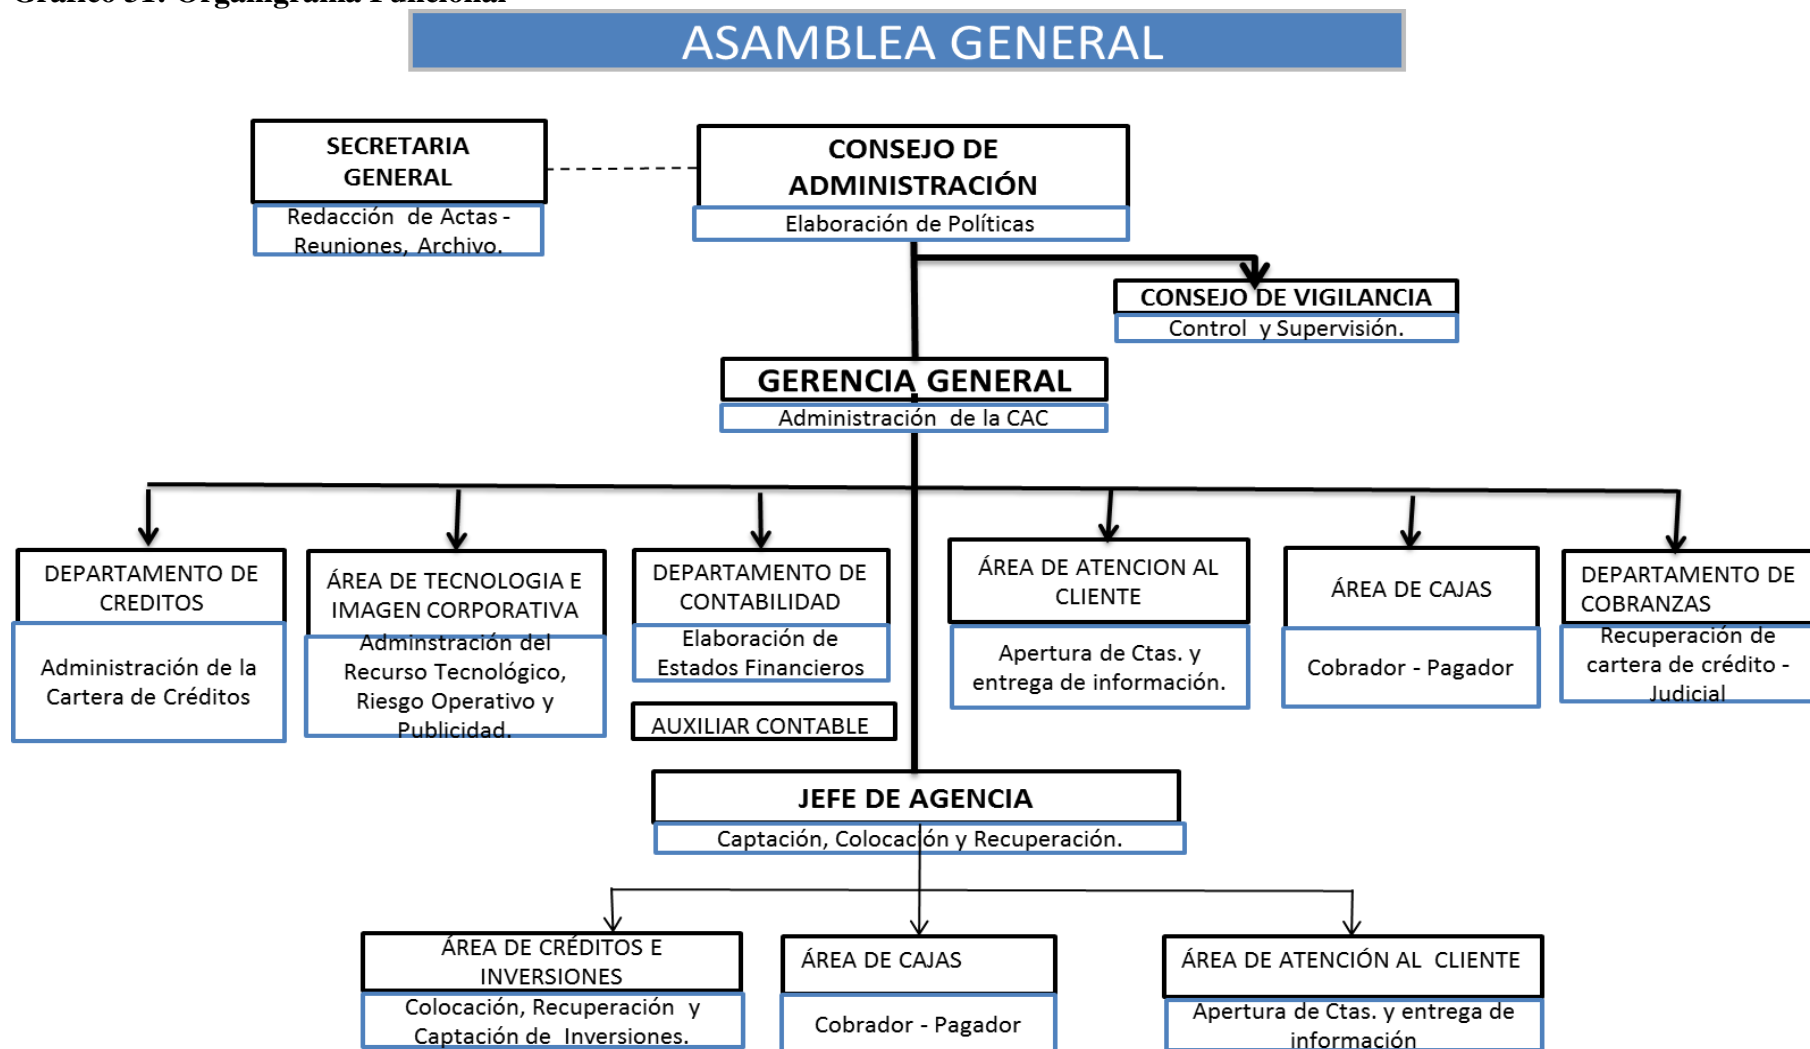 Gráfico 31: Organigrama Funcional
ASAMBLEA GENERAL
SECRETARIA
GENERAL
Redacción de Actas -
Reuniones, Archivo.
CONSEJO DE
ADMINISTRACIÓN
Elaboración de Políticas
CONSEJO DE VIGILANCIA
Control y Supervisión.
GERENCIA GENERAL
Administración de la CAC
DEPARTAMENTO DE
CREDITOS
Administración de la
Cartera de Créditos
ÁREA DE TECNOLOGIA E
IMAGEN CORPORATIVA
Adminstración del
Recurso Tecnológico,
Riesgo Operativo y
Publicidad.
DEPARTAMENTO DE
CONTABILIDAD
Elaboración de
Estados Financieros
AUXILIAR CONTABLE
ÁREA DE ATENCION AL
CLIENTE
Apertura de Ctas. y
entrega de información.
ÁREA DE CAJAS
Cobrador - Pagador
DEPARTAMENTO DE
COBRANZAS
Recuperación de
cartera de crédito -
Judicial
JEFE DE AGENCIA
Captación, Colocación y Recuperación.
ÁREA DE CRÉDITOS E
INVERSIONES
Colocación, Recuperación y
Captación de Inversiones.
ÁREA DE CAJAS
Cobrador - Pagador
ÁREA DE ATENCIÓN AL CLIENTE
Apertura de Ctas. y entrega de
información